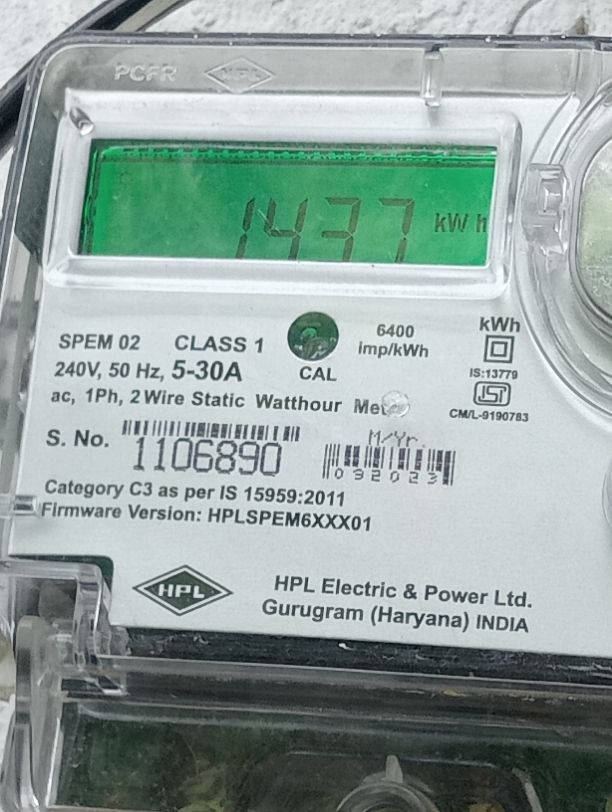 PCFR HPL
1437 kWh
SPEM 02 CLASS 1
6400
imp/kWh
kWh
240V, 50 Hz, 5-30A
CAL
IS:13779
ISI
CM/L-9190783
ac, 1Ph, 2 Wire Static Watthour
S. No. 1106890
M/Yr.
092023
Category C3 as per IS 15959:2011
Firmware Version: HPLSPEM6XXX01
HPL
HPL Electric & Power Ltd.
Gurugram (Haryana) INDIA